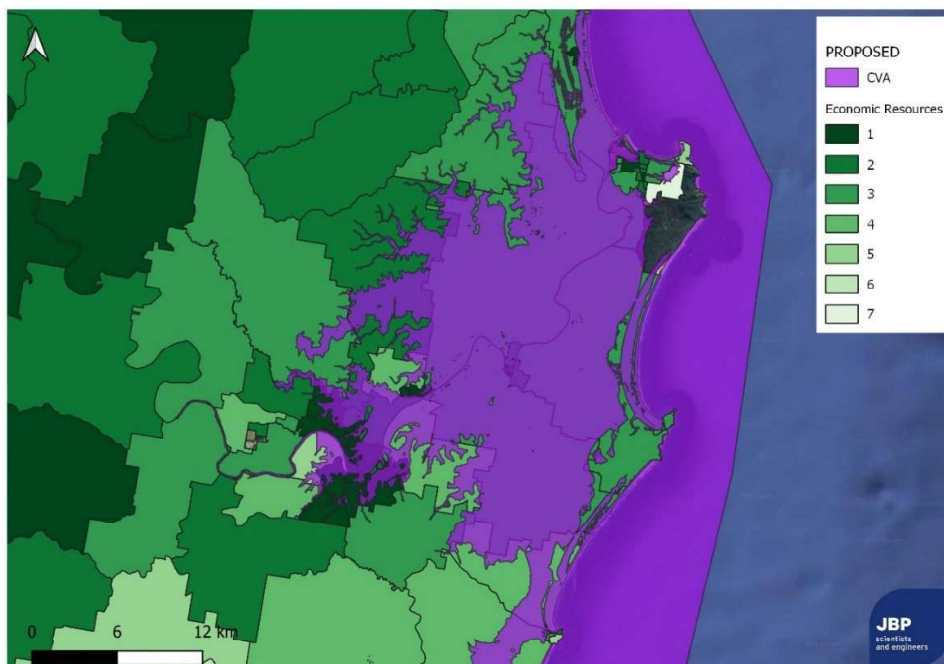 PROPOSED
CVA
Economic Resources
1
2
3
4
5
6
7
0 6 12 km
JBP
scientists
and engineers